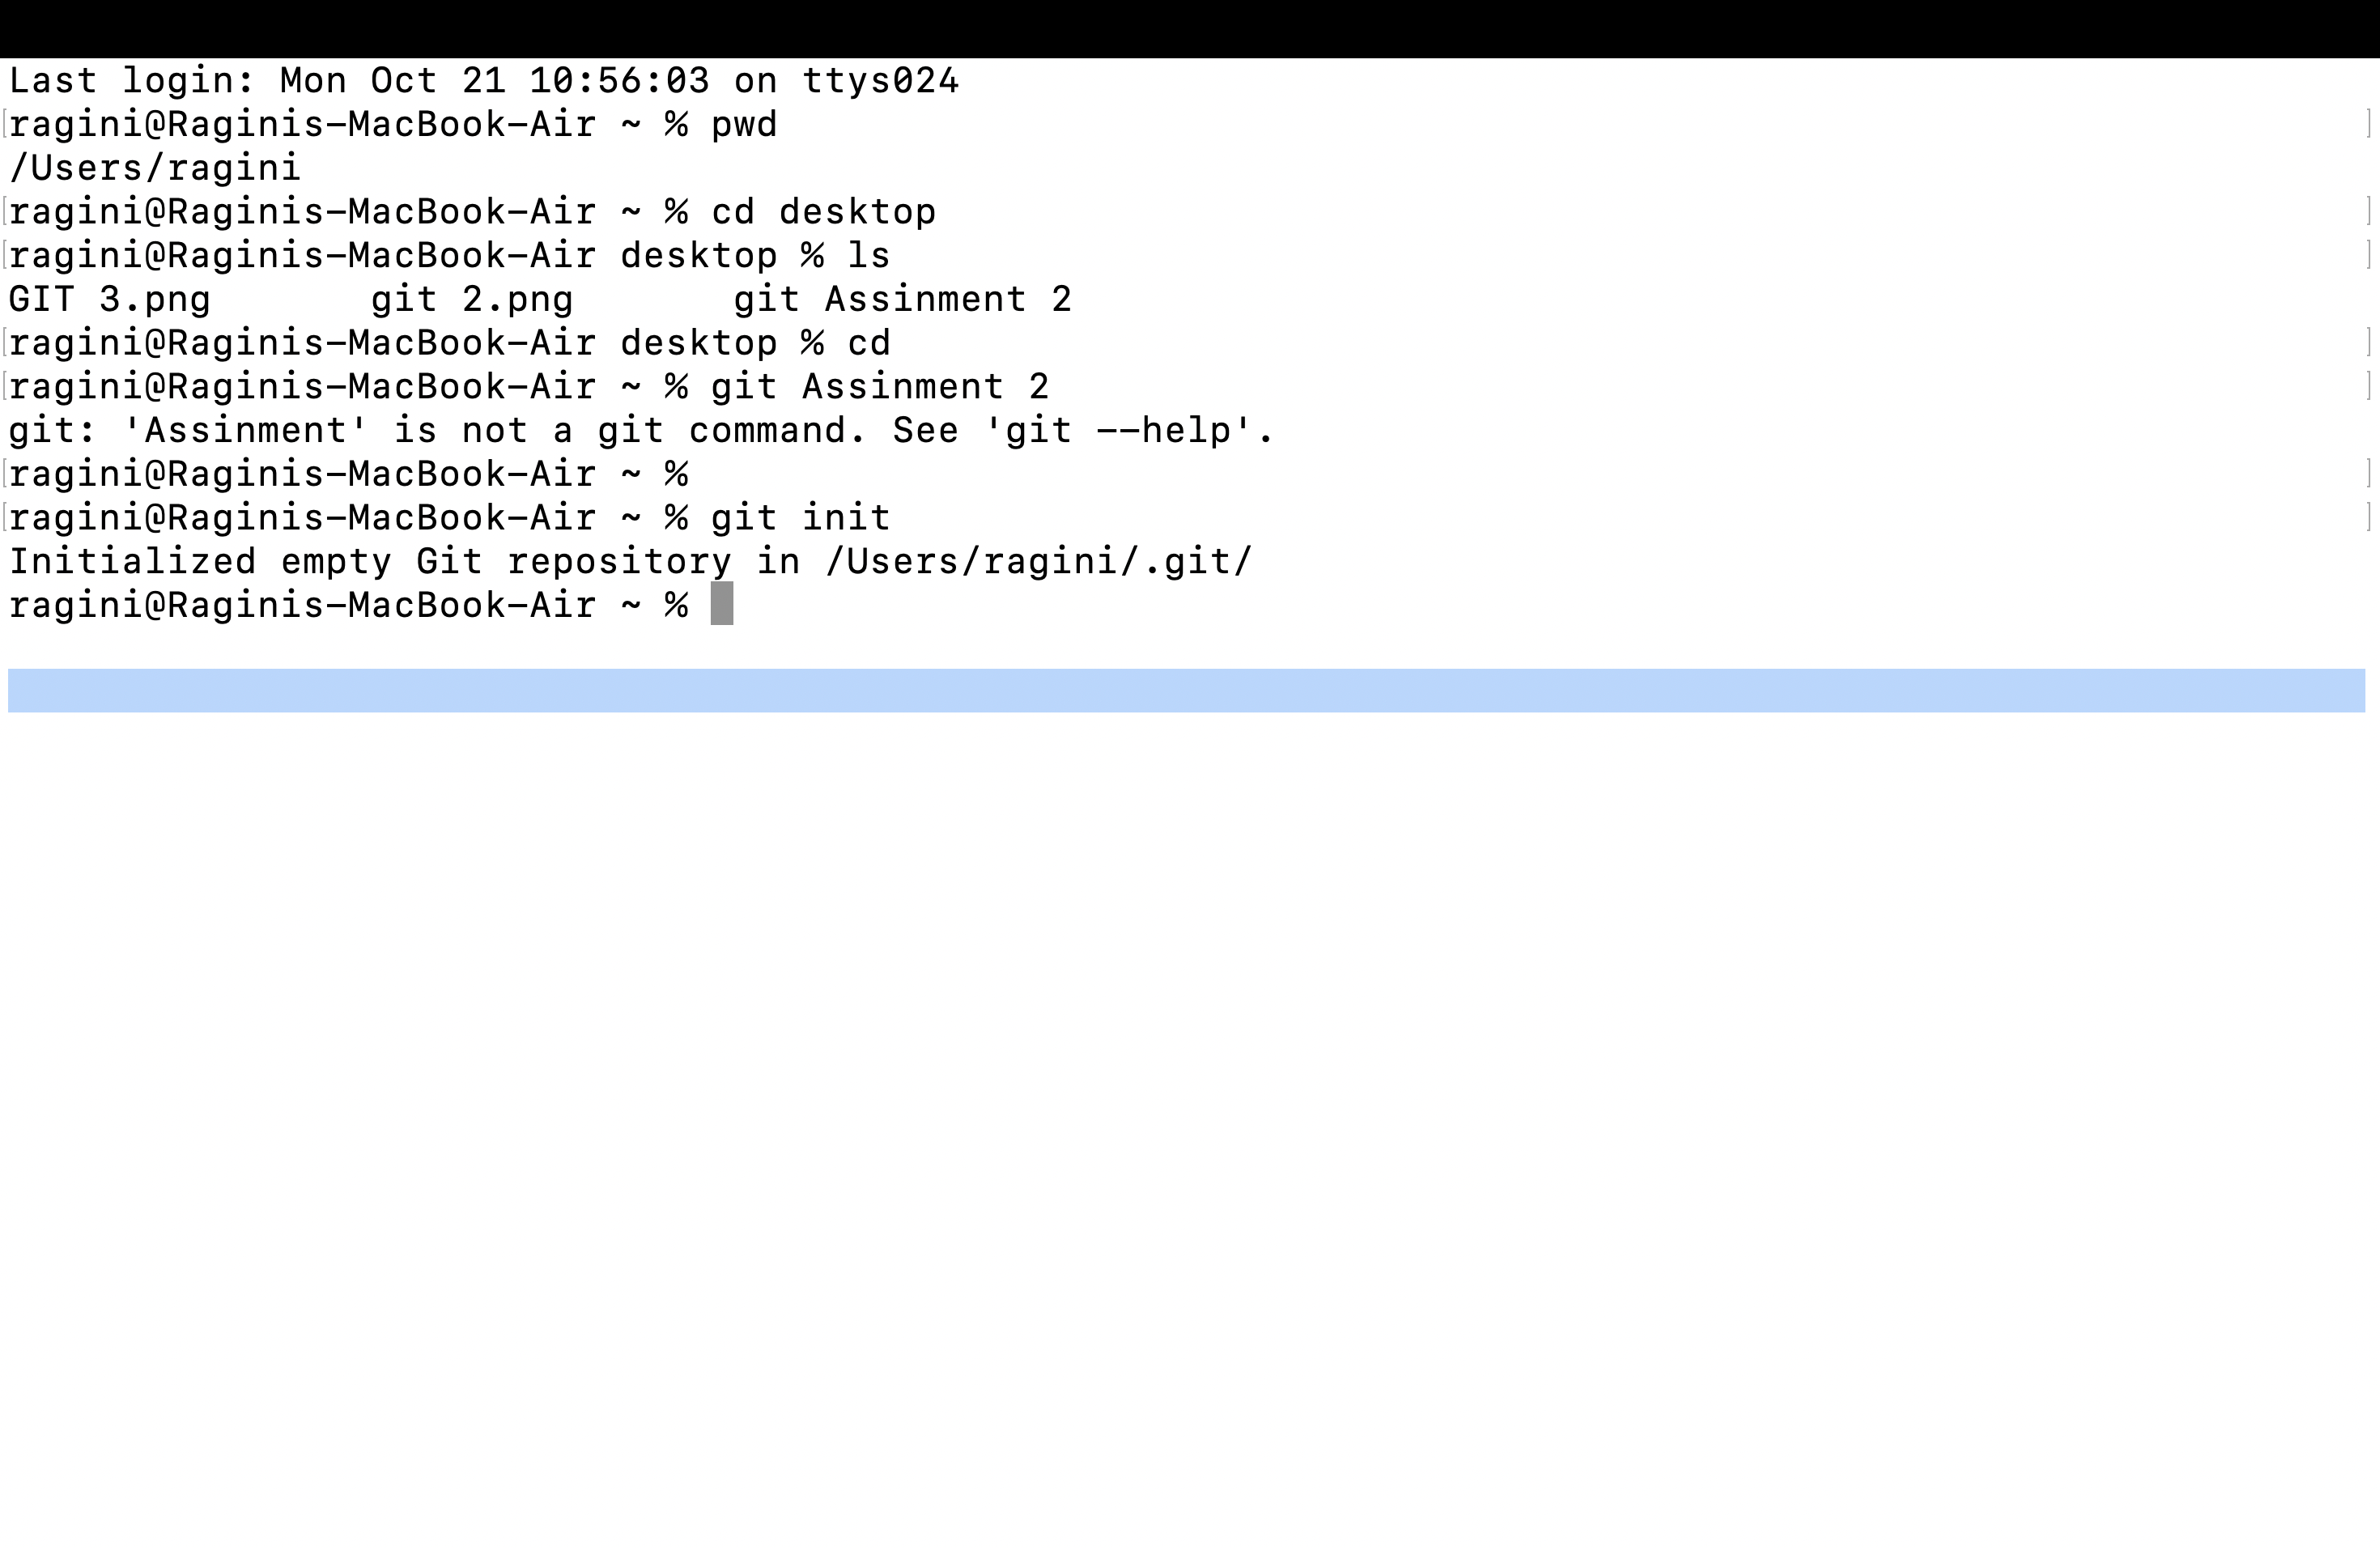 Last login: Mon Oct 21 10:56:03 on ttys024
ragini@Raginis-MacBook-Air ~ % pwd
/Users/ragini
ragini@Raginis-MacBook-Air ~ % cd desktop
ragini@Raginis-MacBook-Air desktop % ls
GIT 3.png       git 2.png       git Assinment 2
ragini@Raginis-MacBook-Air desktop % cd
ragini@Raginis-MacBook-Air ~ % git Assinment 2
git: 'Assinment' is not a git command. See 'git --help'.
ragini@Raginis-MacBook-Air ~ %
ragini@Raginis-MacBook-Air ~ % git init
Initialized empty Git repository in /Users/ragini/.git/
ragini@Raginis-MacBook-Air ~ %